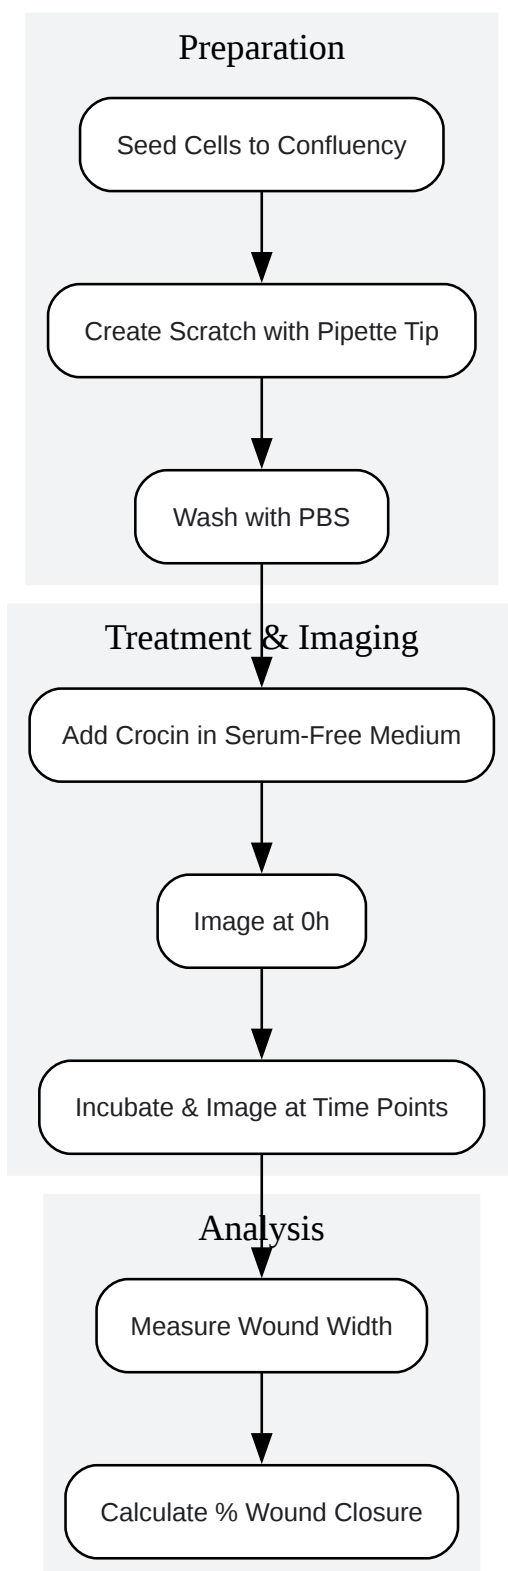 Preparation
Seed Cells to Confluency
Create Scratch with Pipette Tip
Wash with PBS
Treatment & Imaging
Add Crocin in Serum-Free Medium
Image at 0h
Incubate & Image at Time Points
Analysis
Measure Wound Width
Calculate % Wound Closure